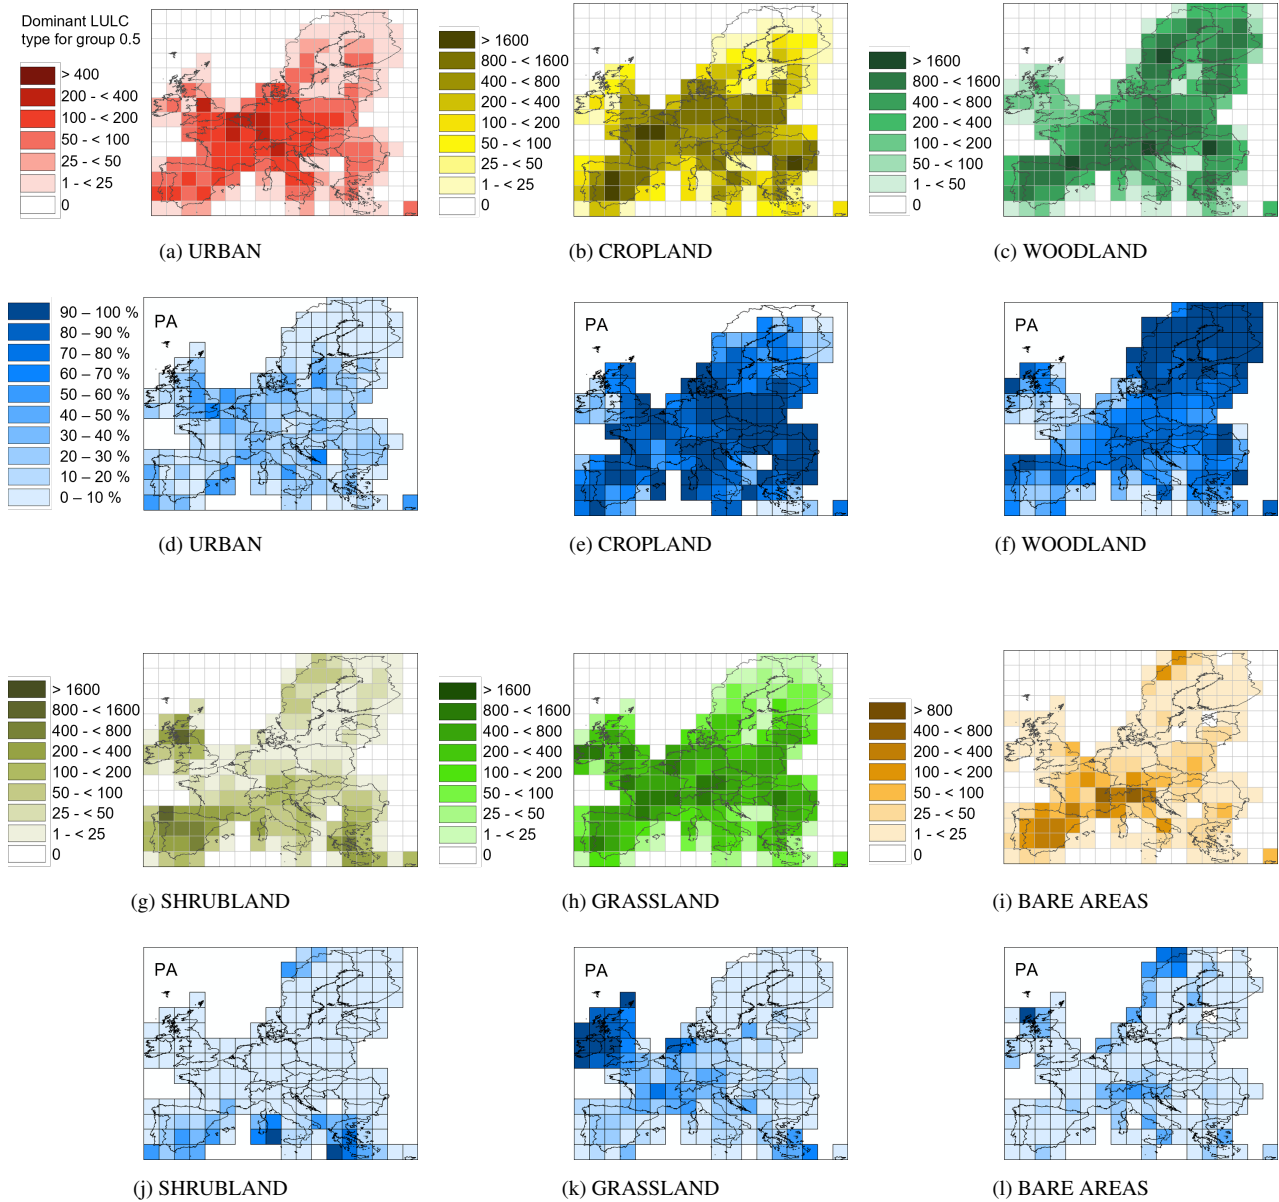 Dominant LULC
type for group 0.5
> 400
200 - < 400
100 - < 200
50 - < 100
25 - < 50
1 - < 25
0
(a) URBAN
> 1600
800 - < 1600
400 - < 800
200 - < 400
100 - < 200
50 - < 100
25 - < 50
1 - < 25
0
(b) CROPLAND
> 1600
800 - < 1600
400 - < 800
200 - < 400
100 - < 200
50 - < 100
1 - < 50
0
(c) WOODLAND
90 – 100 %
80 – 90 %
70 – 80 %
60 – 70 %
50 – 60 %
40 – 50 %
30 – 40 %
20 – 30 %
10 – 20 %
0 – 10 %
PA
(d) URBAN
PA
(e) CROPLAND
PA
(f) WOODLAND
> 1600
800 - < 1600
400 - < 800
200 - < 400
100 - < 200
50 - < 100
25 - < 50
1 - < 25
0
(g) SHRUBLAND
> 1600
800 - < 1600
400 - < 800
200 - < 400
100 - < 200
50 - < 100
25 - < 50
1 - < 25
0
(h) GRASSLAND
> 800
400 - < 800
200 - < 400
100 - < 200
50 - < 100
25 - < 50
1 - < 25
0
(i) BARE AREAS
PA
(j) SHRUBLAND
PA
(k) GRASSLAND
PA
(l) BARE AREAS